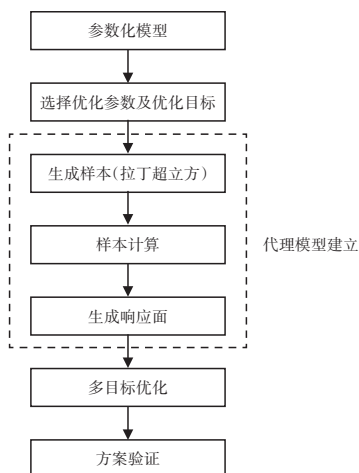 参数化模型
选择优化参数及优化目标
生成样本(拉丁超立方)
样本计算
代理模型建立
生成响应面
多目标优化
方案验证